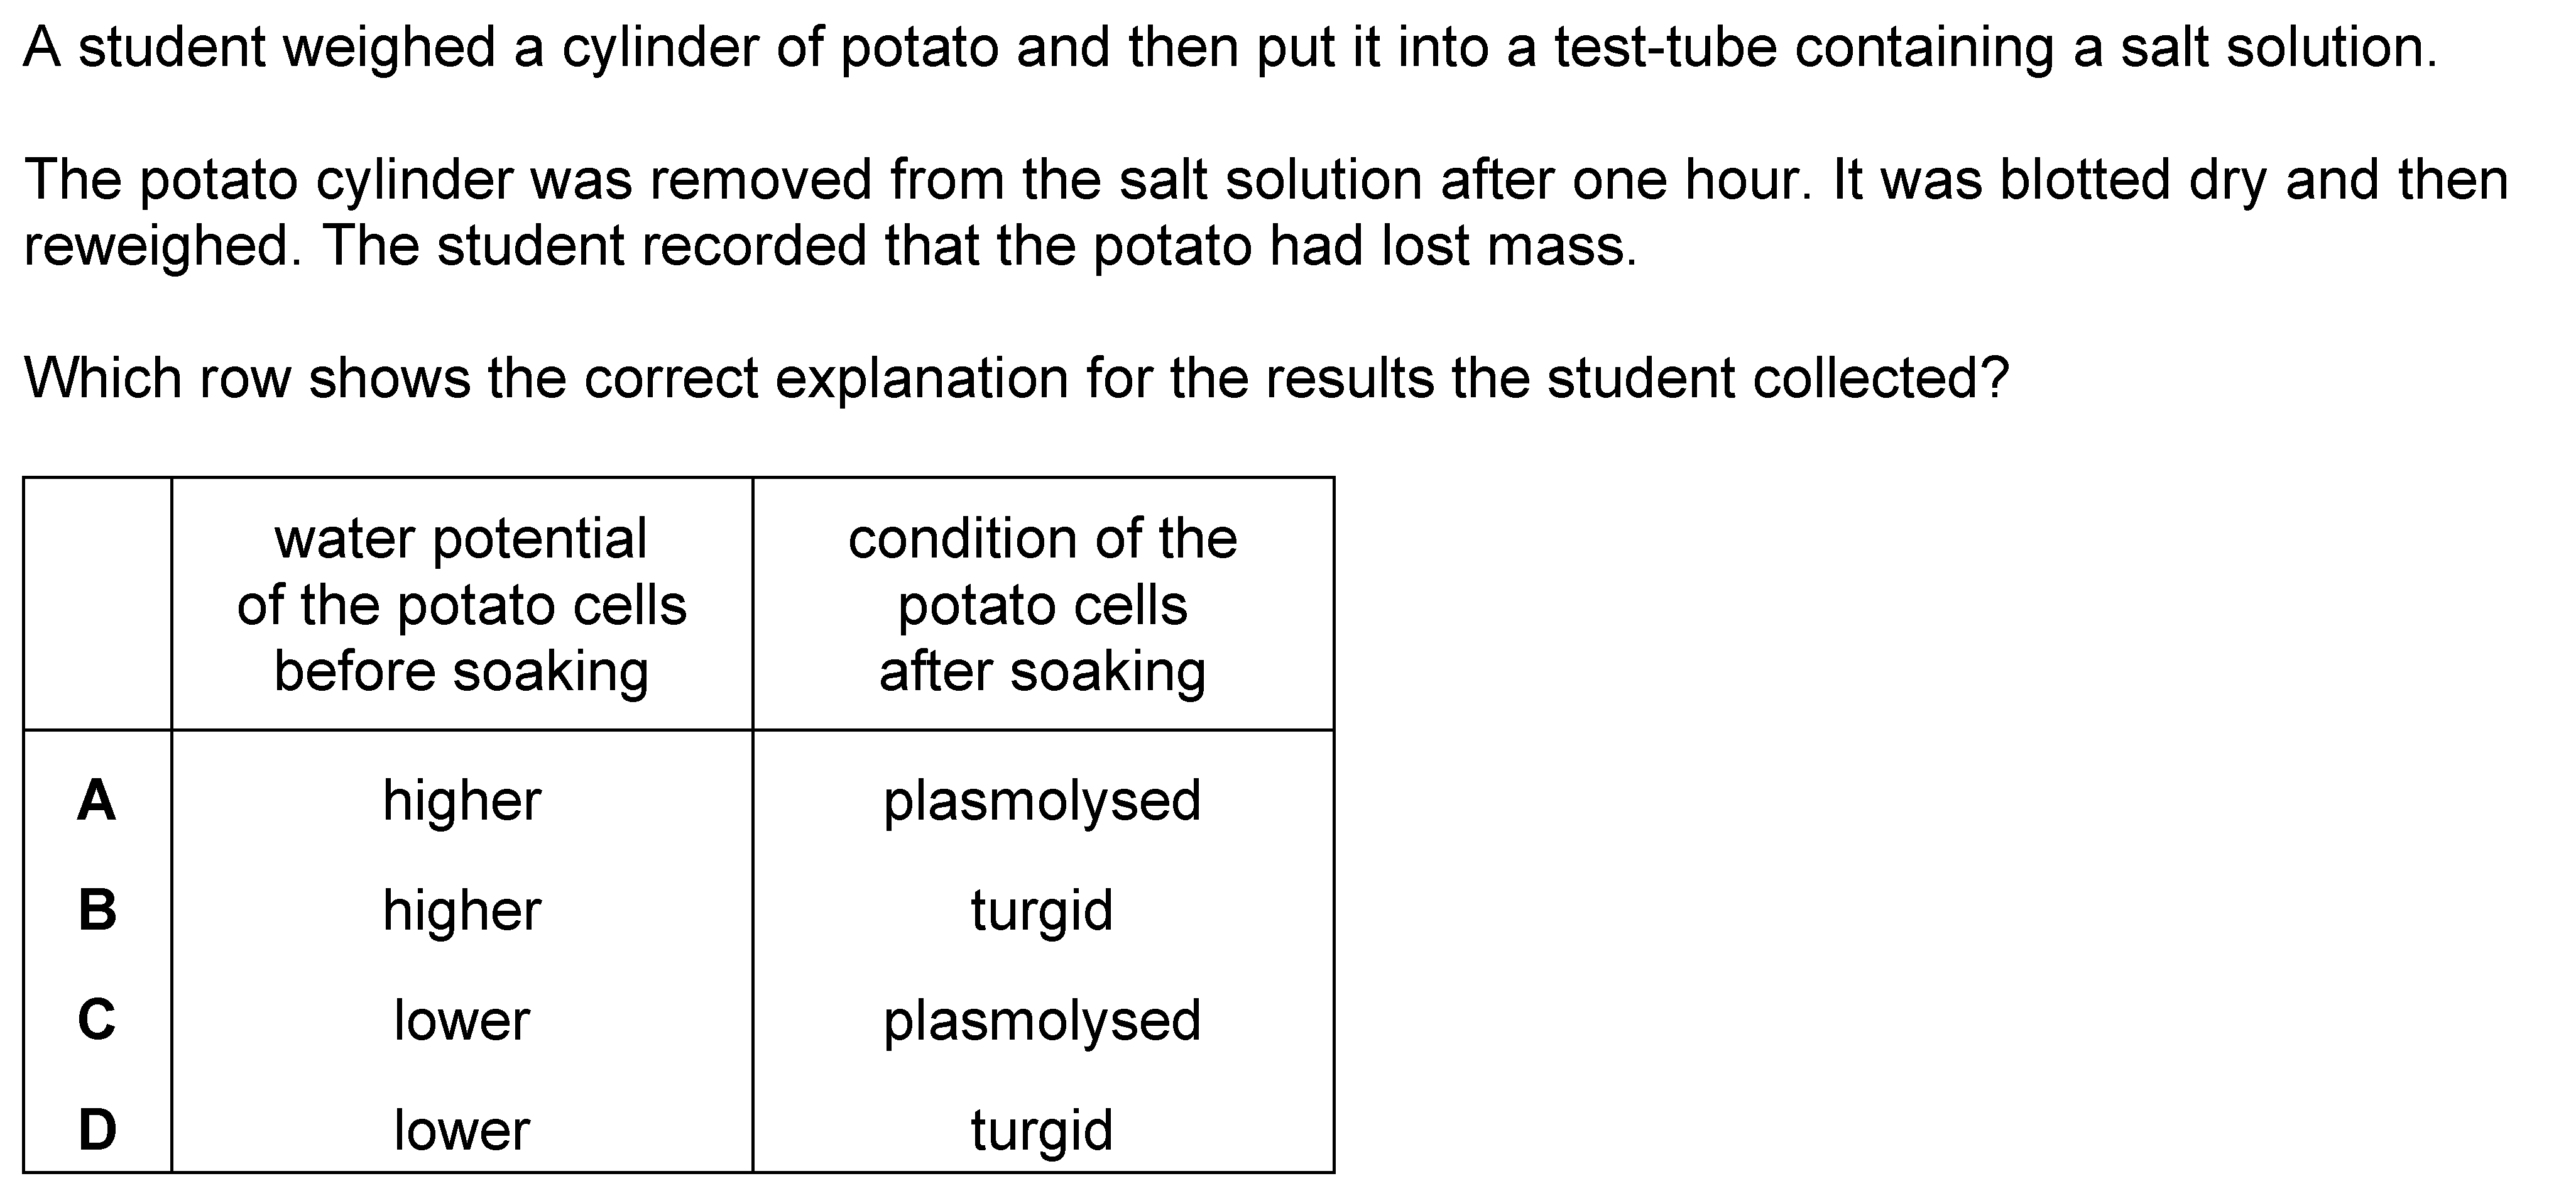 A student weighed a cylinder of potato and then put it into a test-tube containing a salt solution.
The potato cylinder was removed from the salt solution after one hour. It was blotted dry and then
reweighed. The student recorded that the potato had lost mass.
Which row shows the correct explanation for the results the student collected?
water potential of the potato cells before soaking
condition of the potato cells after soaking
A higher plasmolysed
B higher turgid
C lower plasmolysed
D lower turgid